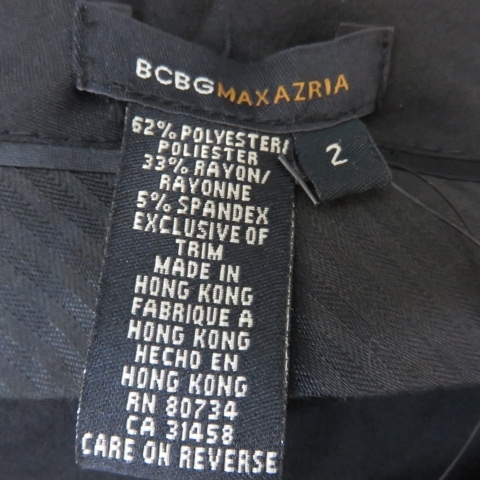 BCBGMAXAZRIA
2
62% POLYESTER/
POLIESTER
33% RAYON/
RAYONNE
5% SPANDEX
EXCLUSIVE OF
TRIM
MADE IN
HONG KONG
FABRIQUE A
HONG KONG
HECHO EN
HONG KONG
RN 80734
CA 31458
CARE ON REVERSE